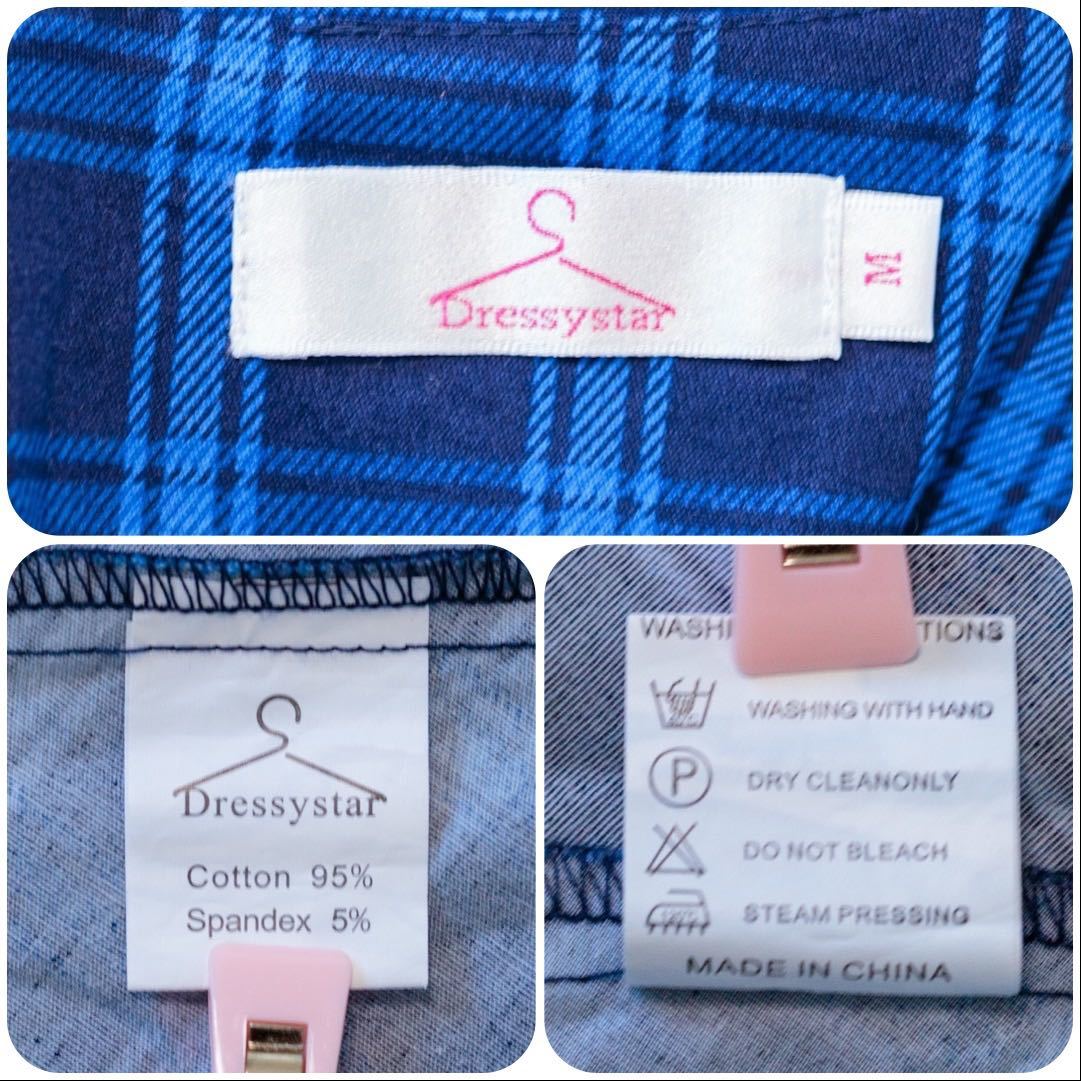 Dressystar
M
Dressystar
Cotton 95%
Spandex 5%
WASHI TIONS
WASHING WITH HAND
P
DRY CLEANONLY
DO NOT BLEACH
STEAM PRESSING
MADE IN CHINA